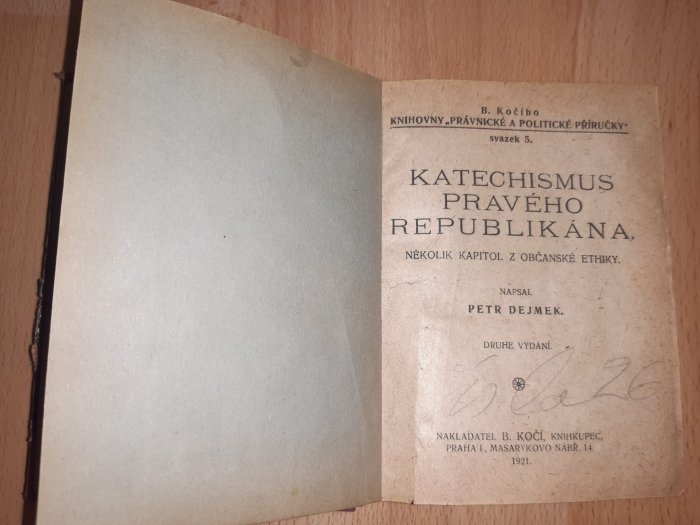 B. Kočího
KNIHOVNY „PRÁVNICKÉ A POLITICKÉ PŘÍRUČKY“
svazek 5.
KATECHISMUS
PRAVÉHO
REPUBLIKÁNA,
NĚKOLIK KAPITOL Z OBČANSKÉ ETHIKY.
NAPSAL
PETR DEJMEK.
DRUHÉ VYDÁNÍ.
26
NAKLADATEL B. KOČÍ, KNIHKUPEC,
PRAHA I., MASARYKOVO NÁBŘ. 14.
1921.